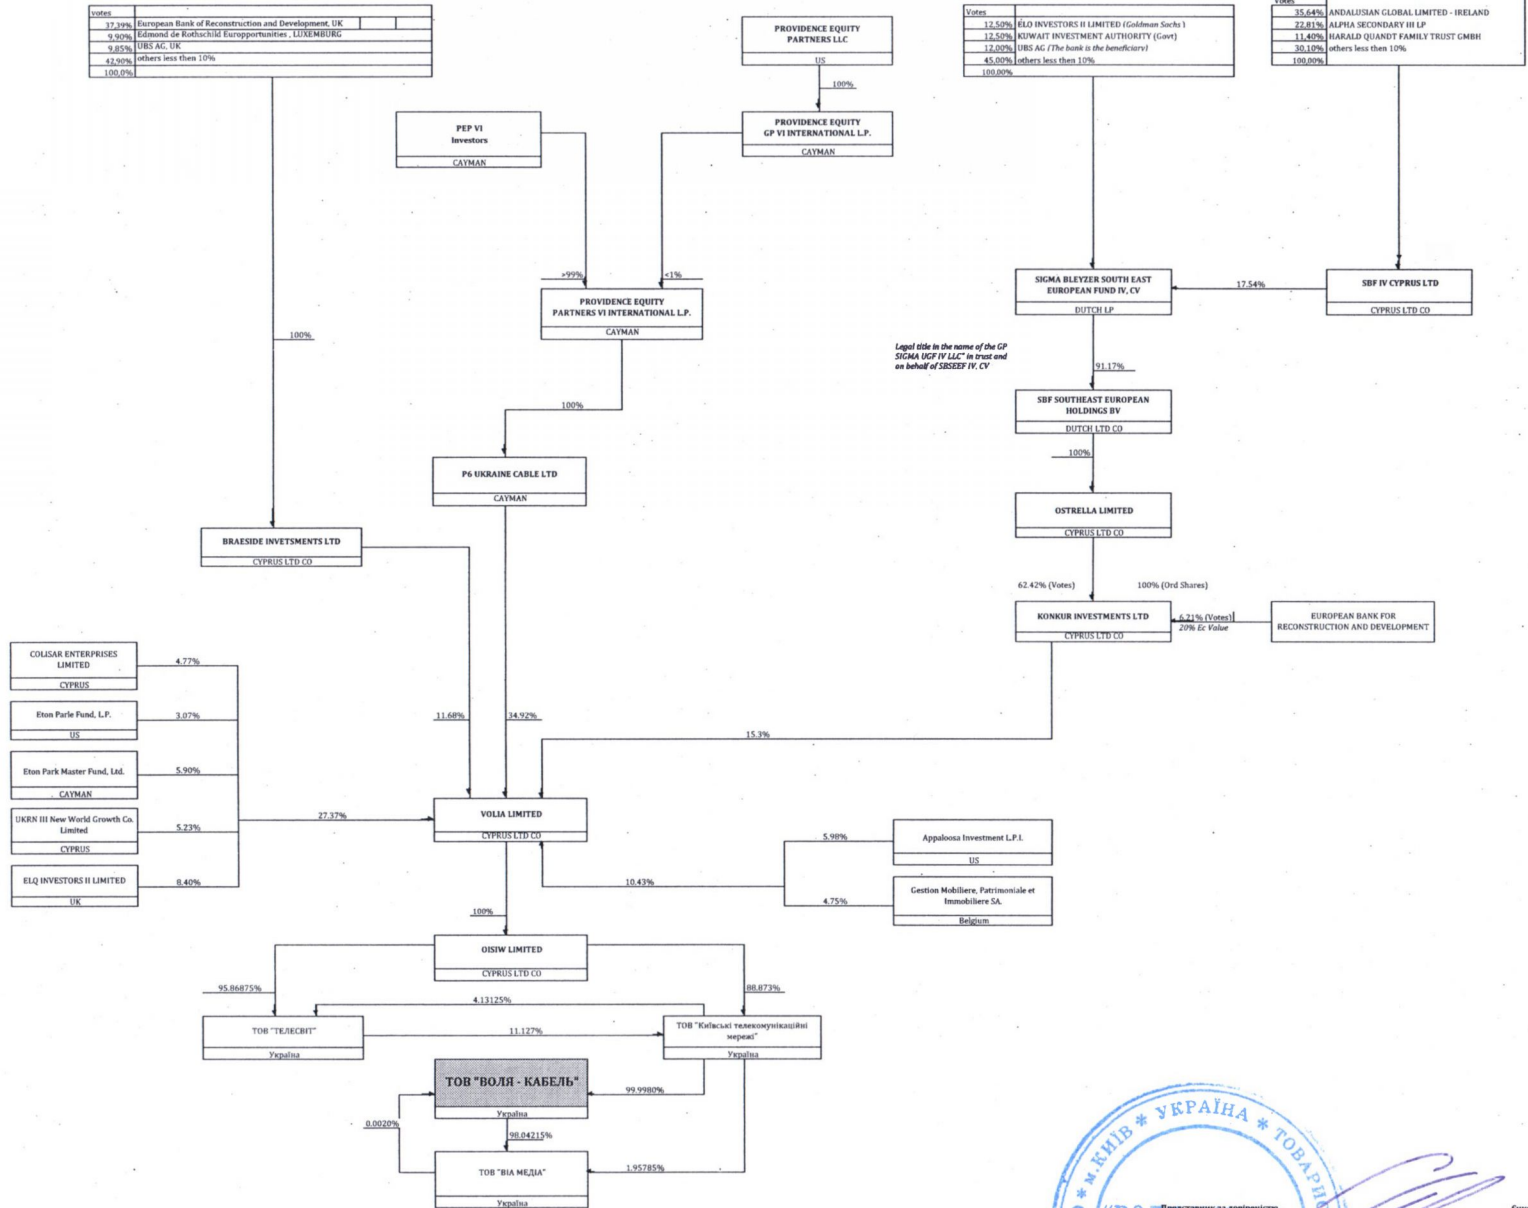 votes
37,39% European Bank of Reconstruction and Development, UK
9,90% Edmond de Rothschild Europportunities , LUXEMBURG
9,85% UBS AG, UK
42,90% others less then 10%
100,0%
PROVIDENCE EQUITY
PARTNERS LLC
US
100%
Votes
12,50% ELO INVESTORS II LIMITED (Goldman Sachs )
12,50% KUWAIT INVESTMENT AUTHORITY (Govt)
12,00% UBS AG (The bank is the beneficiary)
45,00% others less then 10%
100,00%
Votes
35,64% ANDALUSIAN GLOBAL LIMITED - IRELAND
22,81% ALPHA SECONDARY III LP
11,40% HARALD QUANDT FAMILY TRUST GMBH
30,10% others less then 10%
100,00%
PEP VI
Investors
CAYMAN
PROVIDENCE EQUITY
GP VI INTERNATIONAL L.P.
CAYMAN
>99%
<1%
PROVIDENCE EQUITY
PARTNERS VI INTERNATIONAL L.P.
CAYMAN
SIGMA BLEYZER SOUTH EAST
EUROPEAN FUND IV, CV
DUTCH LP
17.54%
SBF IV CYPRUS LTD
CYPRUS LTD CO
100%
Legal title in the name of the GP
SIGMA UGF IV LLC" in trust and
on behalf of SBSEEF IV, CV
91.17%
SBF SOUTHEAST EUROPEAN
HOLDINGS BV
DUTCH LTD CO
100%
100%
P6 UKRAINE CABLE LTD
CAYMAN
OSTRELLA LIMITED
CYPRUS LTD CO
BRAESIDE INVETSMENTS LTD
CYPRUS LTD CO
62.42% (Votes)
100% (Ord Shares)
KONKUR INVESTMENTS LTD
CYPRUS LTD CO
6.21% (Votes)
20% Ec Value
EUROPEAN BANK FOR
RECONSTRUCTION AND DEVELOPMENT
COLISAR ENTERPRISES
LIMITED
CYPRUS
4.77%
Eton Parle Fund, L.P.
US
3.07%
11.68%
34.92%
15.3%
Eton Park Master Fund, Ltd.
CAYMAN
5.90%
UKRN III New World Growth Co.
Limited
CYPRUS
5.23%
27.37%
VOLIA LIMITED
CYPRUS LTD CO
5.98%
Appaloosa Investment L.P.I.
US
ELQ INVESTORS II LIMITED
UK
8.40%
10.43%
4.75%
Gestion Mobiliere, Patrimoniale et
Immobiliere SA.
Belgium
100%
OISIW LIMITED
CYPRUS LTD CO
95.86875%
88.873%
4.13125%
ТОВ "ТЕЛЕСВІТ"
Україна
11.127%
ТОВ "Київські телекомунікаційні
мережі"
Україна
ТОВ "ВОЛЯ - КАБЕЛЬ"
Україна
99.9980%
0.0020%
98.04215%
ТОВ "ВІА МЕДІА"
Україна
1.95785%
* м.КИЇВ * УКРАЇНА *